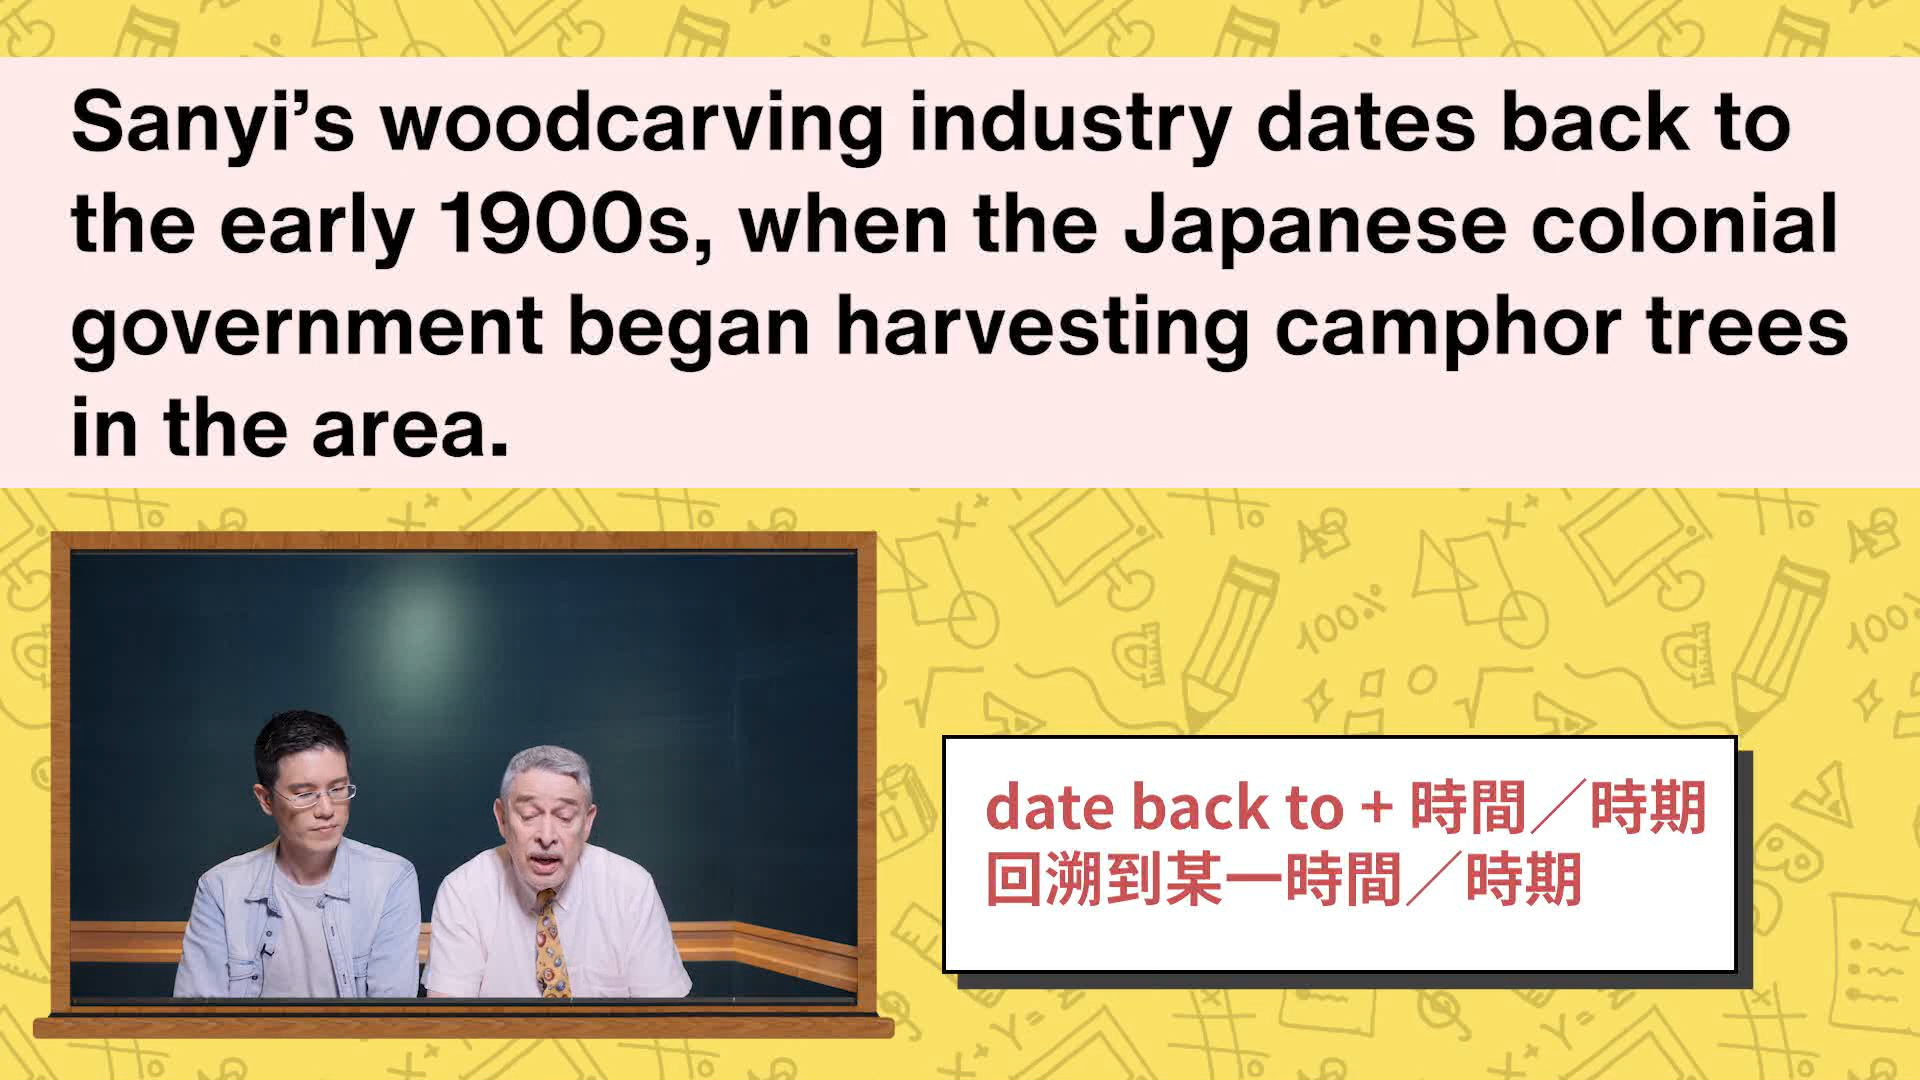 Sanyi’s woodcarving industry dates back to
the early 1900s, when the Japanese colonial
government began harvesting camphor trees
in the area.
date back to + 時間／時期
回溯到某一時間／時期